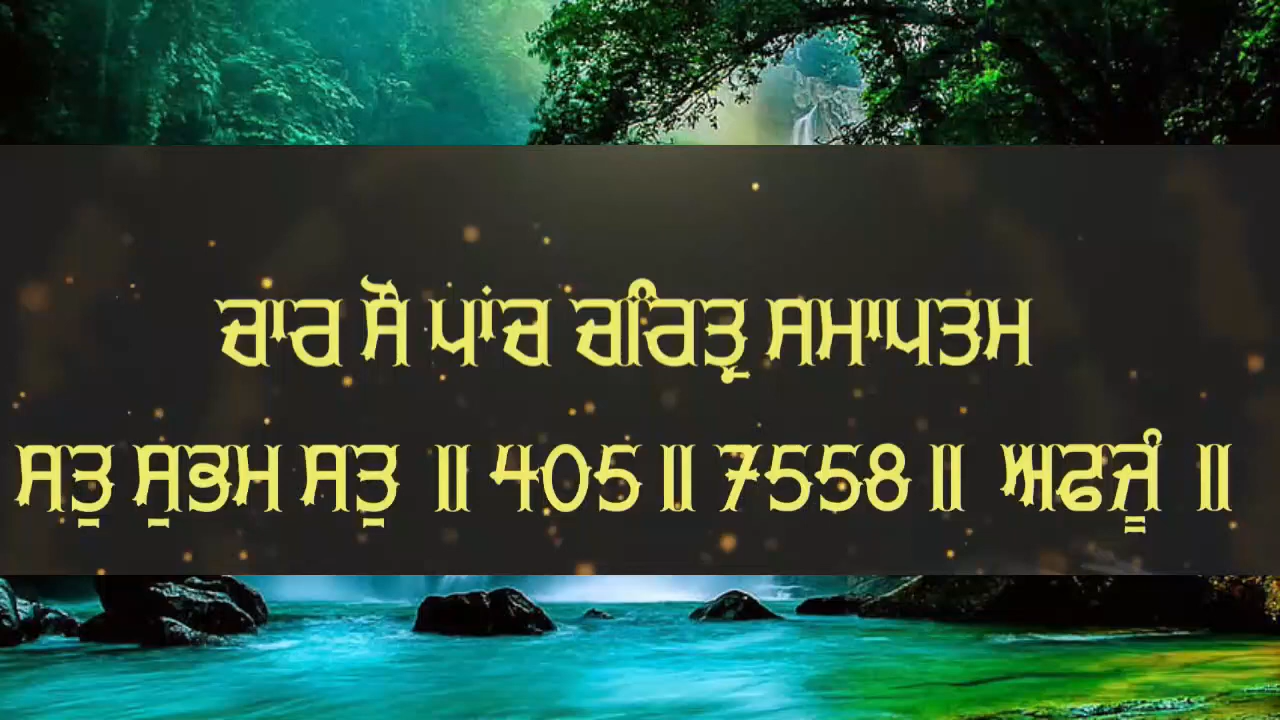 ਚਾਰ ਸੌ ਪਾਂਚ ਚਰਿੱਤ੍ਰ ਸਮਾਪਤਮ
ਸਤੁ ਸੁਭਮ ਸਤੁ ॥ 405॥ 7558॥ ਅਫਜੂੰ ॥